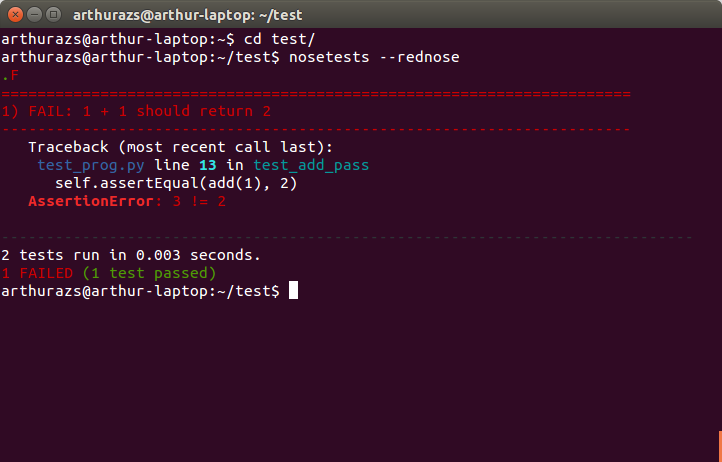 arthurazs@arthur-laptop: ~/test
arthurazs@arthur-laptop:~$ cd test/
arthurazs@arthur-laptop:~/test$ nosetests --rednose
.F
======================================================================
1) FAIL: 1 + 1 should return 2
----------------------------------------------------------------------
Traceback (most recent call last):
test_prog.py line 13 in test_add_pass
self.assertEqual(add(1), 2)
AssertionError: 3 != 2
-----------------------------------------------------------------------------
2 tests run in 0.003 seconds.
1 FAILED (1 test passed)
arthurazs@arthur-laptop:~/test$